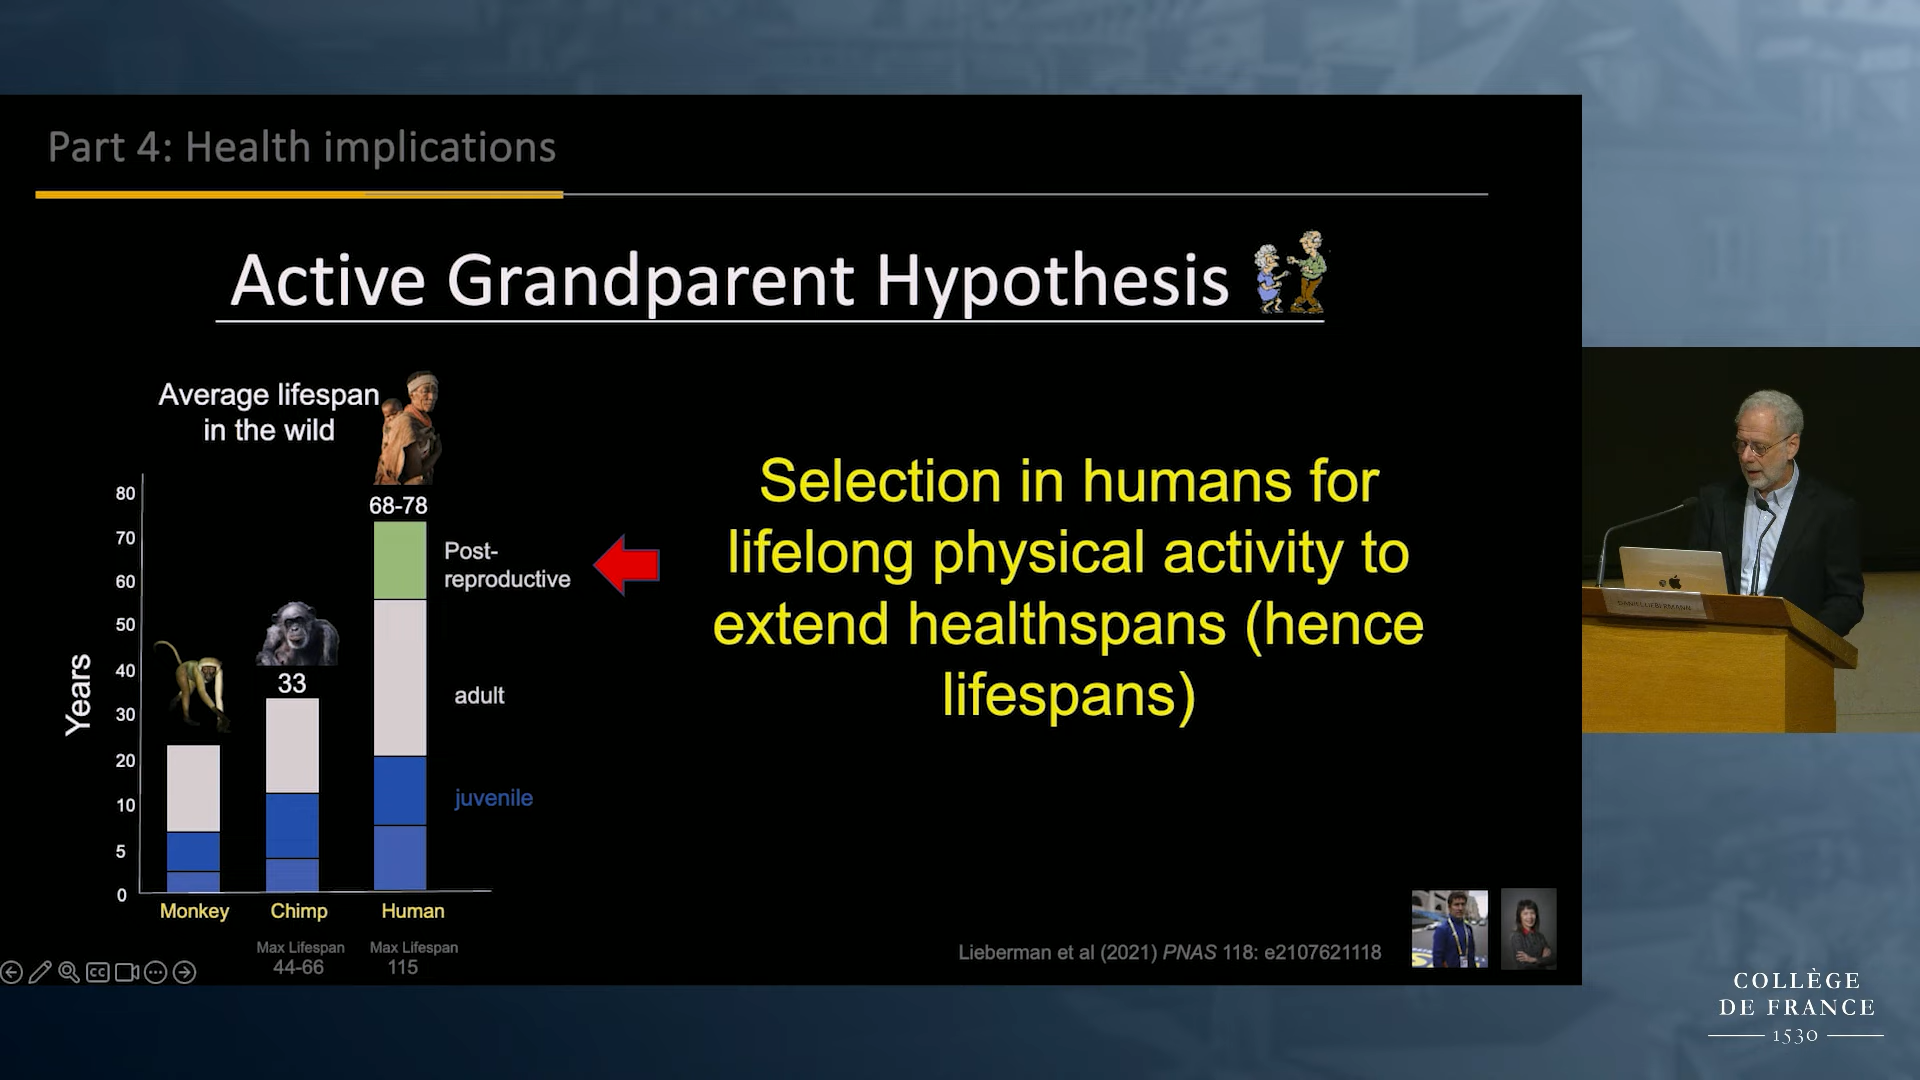 Part 4: Health implications
Active Grandparent Hypothesis
Average lifespan
in the wild
68-78
33
Post-
reproductive
adult
juvenile
Years
80
70
60
50
40
30
20
10
5
0
Monkey
Chimp
Human
Max Lifespan
44-66
Max Lifespan
115
Selection in humans for
lifelong physical activity to
extend healthspans (hence
lifespans)
Lieberman et al (2021) PNAS 118: e2107621118
CC
DANIEL LIEBERMANN
COLLÈGE
DE FRANCE
1530